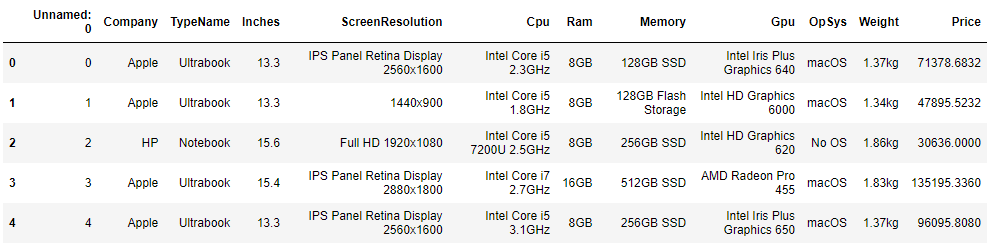 Unnamed: 0 Company TypeName Inches ScreenResolution Cpu Ram Memory Gpu OpSys Weight Price
0 0 Apple Ultrabook 13.3 IPS Panel Retina Display 2560x1600 Intel Core i5 2.3GHz 8GB 128GB SSD Intel Iris Plus Graphics 640 macOS 1.37kg 71378.6832
1 1 Apple Ultrabook 13.3 1440x900 Intel Core i5 1.8GHz 8GB 128GB Flash Storage Intel HD Graphics 6000 macOS 1.34kg 47895.5232
2 2 HP Notebook 15.6 Full HD 1920x1080 Intel Core i5 7200U 2.5GHz 8GB 256GB SSD Intel HD Graphics 620 No OS 1.86kg 30636.0000
3 3 Apple Ultrabook 15.4 IPS Panel Retina Display 2880x1800 Intel Core i7 2.7GHz 16GB 512GB SSD AMD Radeon Pro 455 macOS 1.83kg 135195.3360
4 4 Apple Ultrabook 13.3 IPS Panel Retina Display 2560x1600 Intel Core i5 3.1GHz 8GB 256GB SSD Intel Iris Plus Graphics 650 macOS 1.37kg 96095.8080